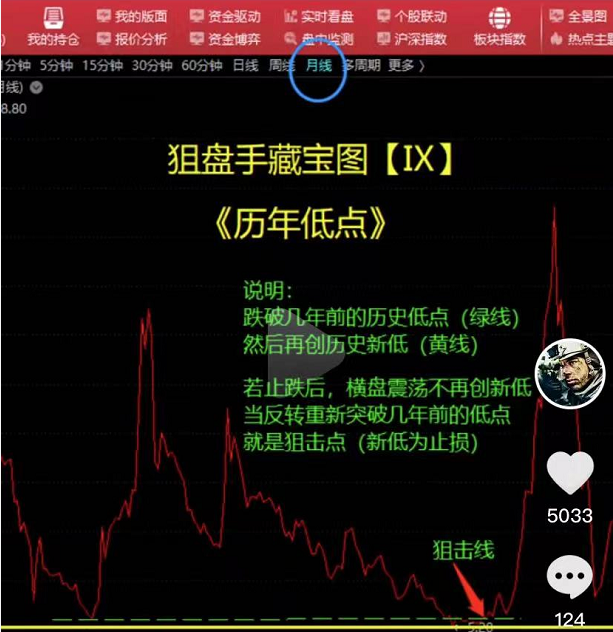 我的版面 资金驱动 实时看盘 个股联动 全景图
我的持仓 报价分析 资金博弈 盘中监测 沪深指数 板块指数 热点主
5分钟 15分钟 30分钟 60分钟 日线 周线 月线 多周期 更多 〉
月线)
8.80
狙盘手藏宝图【IX】
《历年低点》
说明：
跌破几年前的历史低点（绿线）
然后再创历史新低（黄线）
若止跌后，横盘震荡不再创新低
当反转重新突破几年前的低点
就是狙击点（新低为止损）
5033
狙击线
124